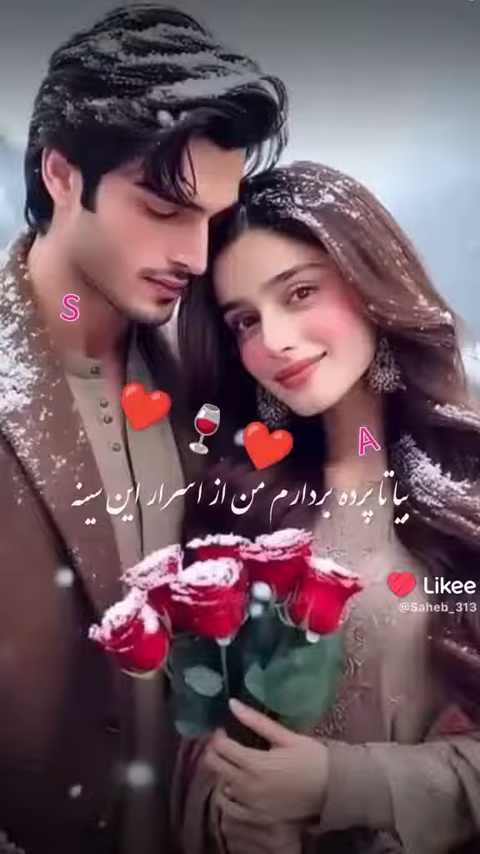 S
A
بیا تا پرده بردارم من از اسرار این سینه
Likee
@Saheb_313